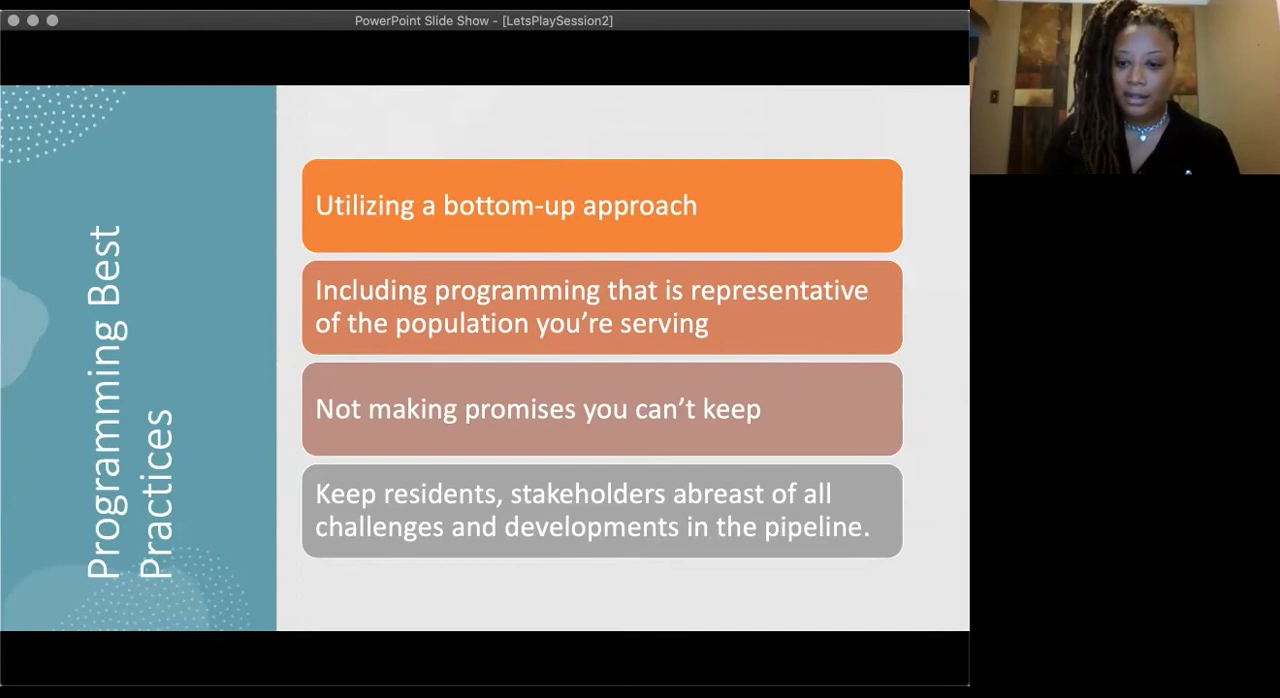 PowerPoint Slide Show - [LetsPlaySession2]
Programming Best
Practices
Utilizing a bottom-up approach
Including programming that is representative
of the population you’re serving
Not making promises you can’t keep
Keep residents, stakeholders abreast of all
challenges and developments in the pipeline.